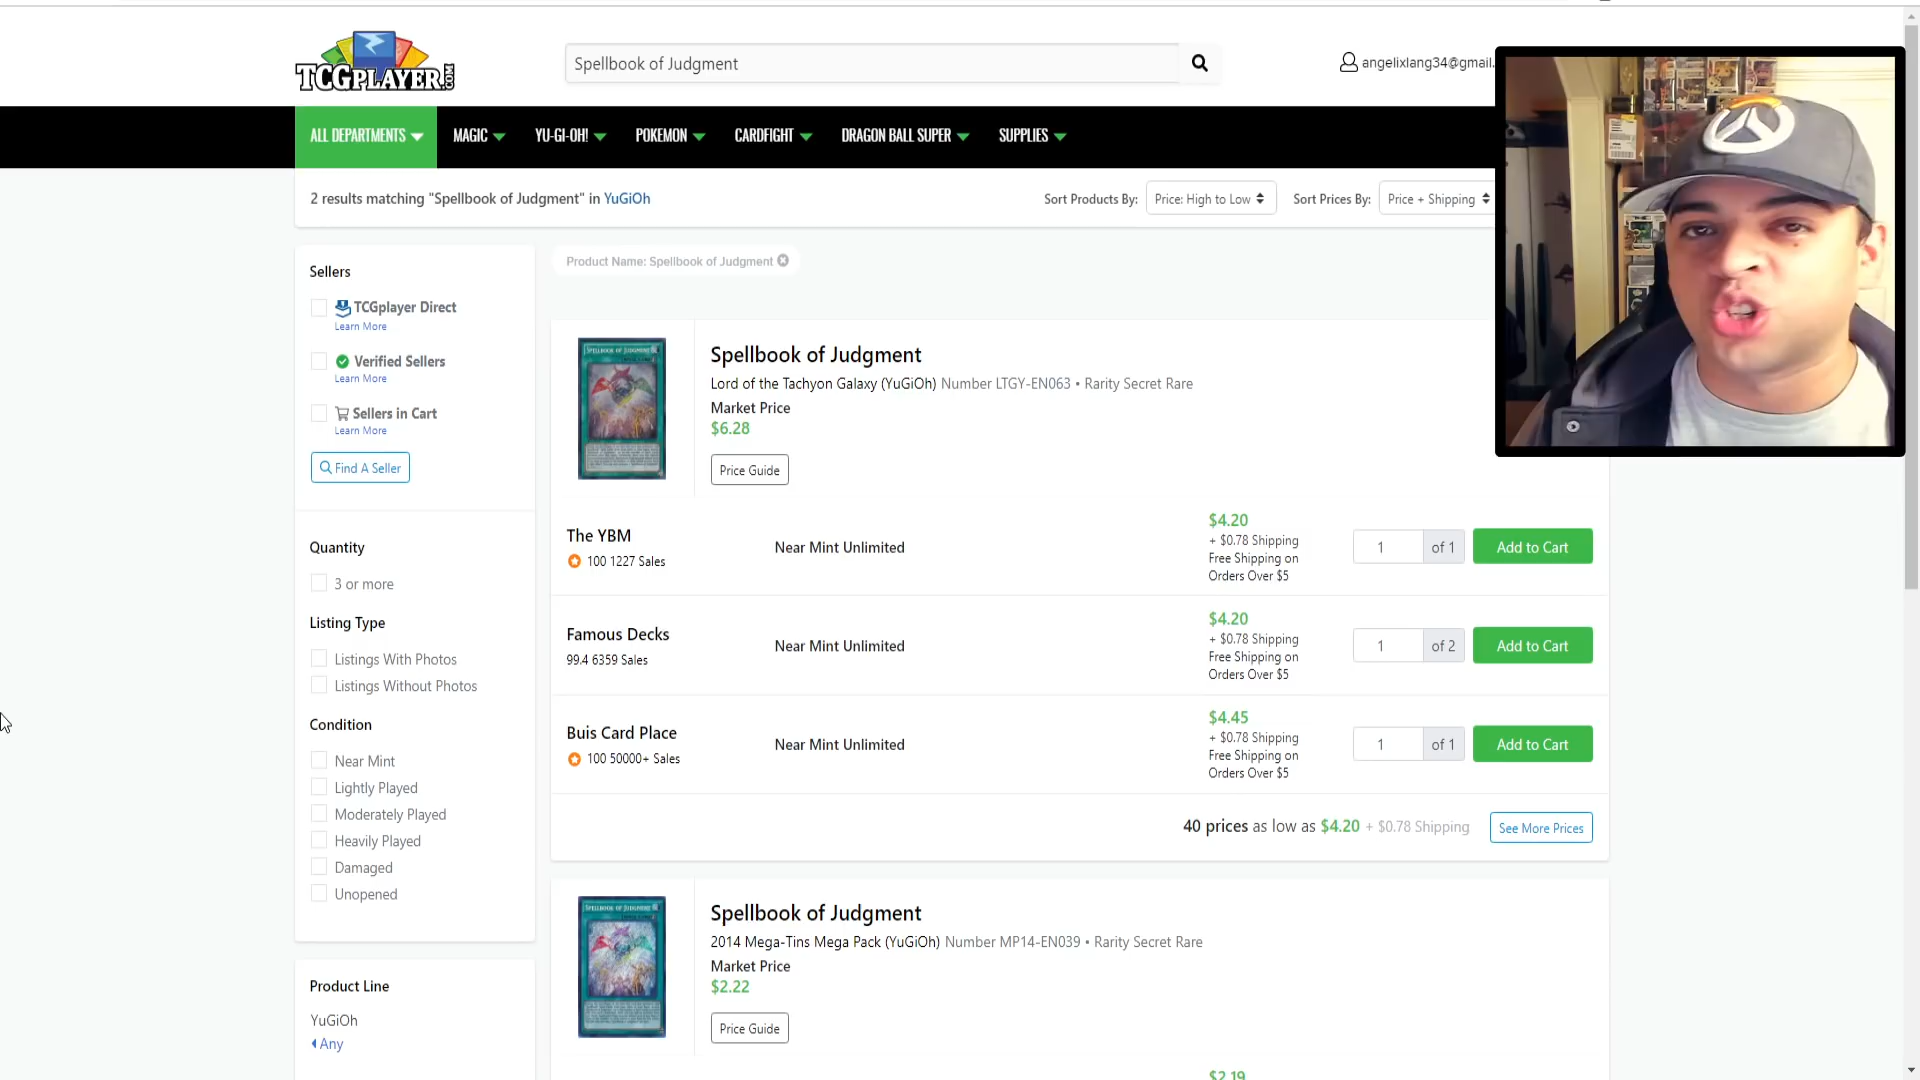 TCGPLAYER.COM
Spellbook of Judgment
angelixlang34@gmail.
ALL DEPARTMENTS
MAGIC
YU-GI-OH!
POKEMON
CARDFIGHT
DRAGON BALL SUPER
SUPPLIES
2 results matching "Spellbook of Judgment" in YuGiOh
Sort Products By:
Price: High to Low
Sort Prices By:
Price + Shipping
Sellers
TCGplayer Direct
Learn More
Verified Sellers
Learn More
Sellers in Cart
Learn More
Find A Seller
Quantity
3 or more
Listing Type
Listings With Photos
Listings Without Photos
Condition
Near Mint
Lightly Played
Moderately Played
Heavily Played
Damaged
Unopened
Product Line
YuGiOh
Any
Product Name: Spellbook of Judgment
SPELLBOOK OF JUDGMENT
Spellbook of Judgment
Lord of the Tachyon Galaxy (YuGiOh) Number LTGY-EN063 • Rarity Secret Rare
Market Price
$6.28
Price Guide
The YBM
100 1227 Sales
Near Mint Unlimited
$4.20
+ $0.78 Shipping
Free Shipping on
Orders Over $5
1 of 1
Add to Cart
Famous Decks
99.4 6359 Sales
Near Mint Unlimited
$4.20
+ $0.78 Shipping
Free Shipping on
Orders Over $5
1 of 2
Add to Cart
Buis Card Place
100 50000+ Sales
Near Mint Unlimited
$4.45
+ $0.78 Shipping
Free Shipping on
Orders Over $5
1 of 1
Add to Cart
40 prices as low as $4.20 + $0.78 Shipping
See More Prices
SPELLBOOK OF JUDGMENT
Spellbook of Judgment
2014 Mega-Tins Mega Pack (YuGiOh) Number MP14-EN039 • Rarity Secret Rare
Market Price
$2.22
Price Guide
$2.19